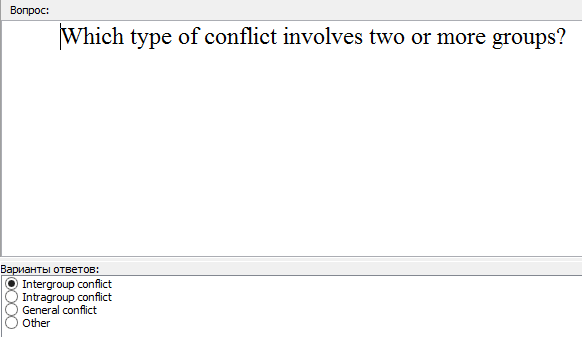 Вопрос:
Which type of conflict involves two or more groups?
Варианты ответов:
Intergroup conflict
Intragroup conflict
General conflict
Other